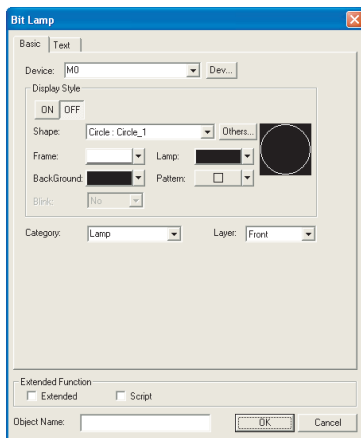 Bit Lamp
Basic Text
Device: M0 Dev...
Display Style
ON OFF
Shape: Circle : Circle_1 Others...
Frame: Lamp:
BackGround: Pattern:
Blink: No
Category: Lamp Layer: Front
Extended Function
Extended Script
Object Name: OK Cancel